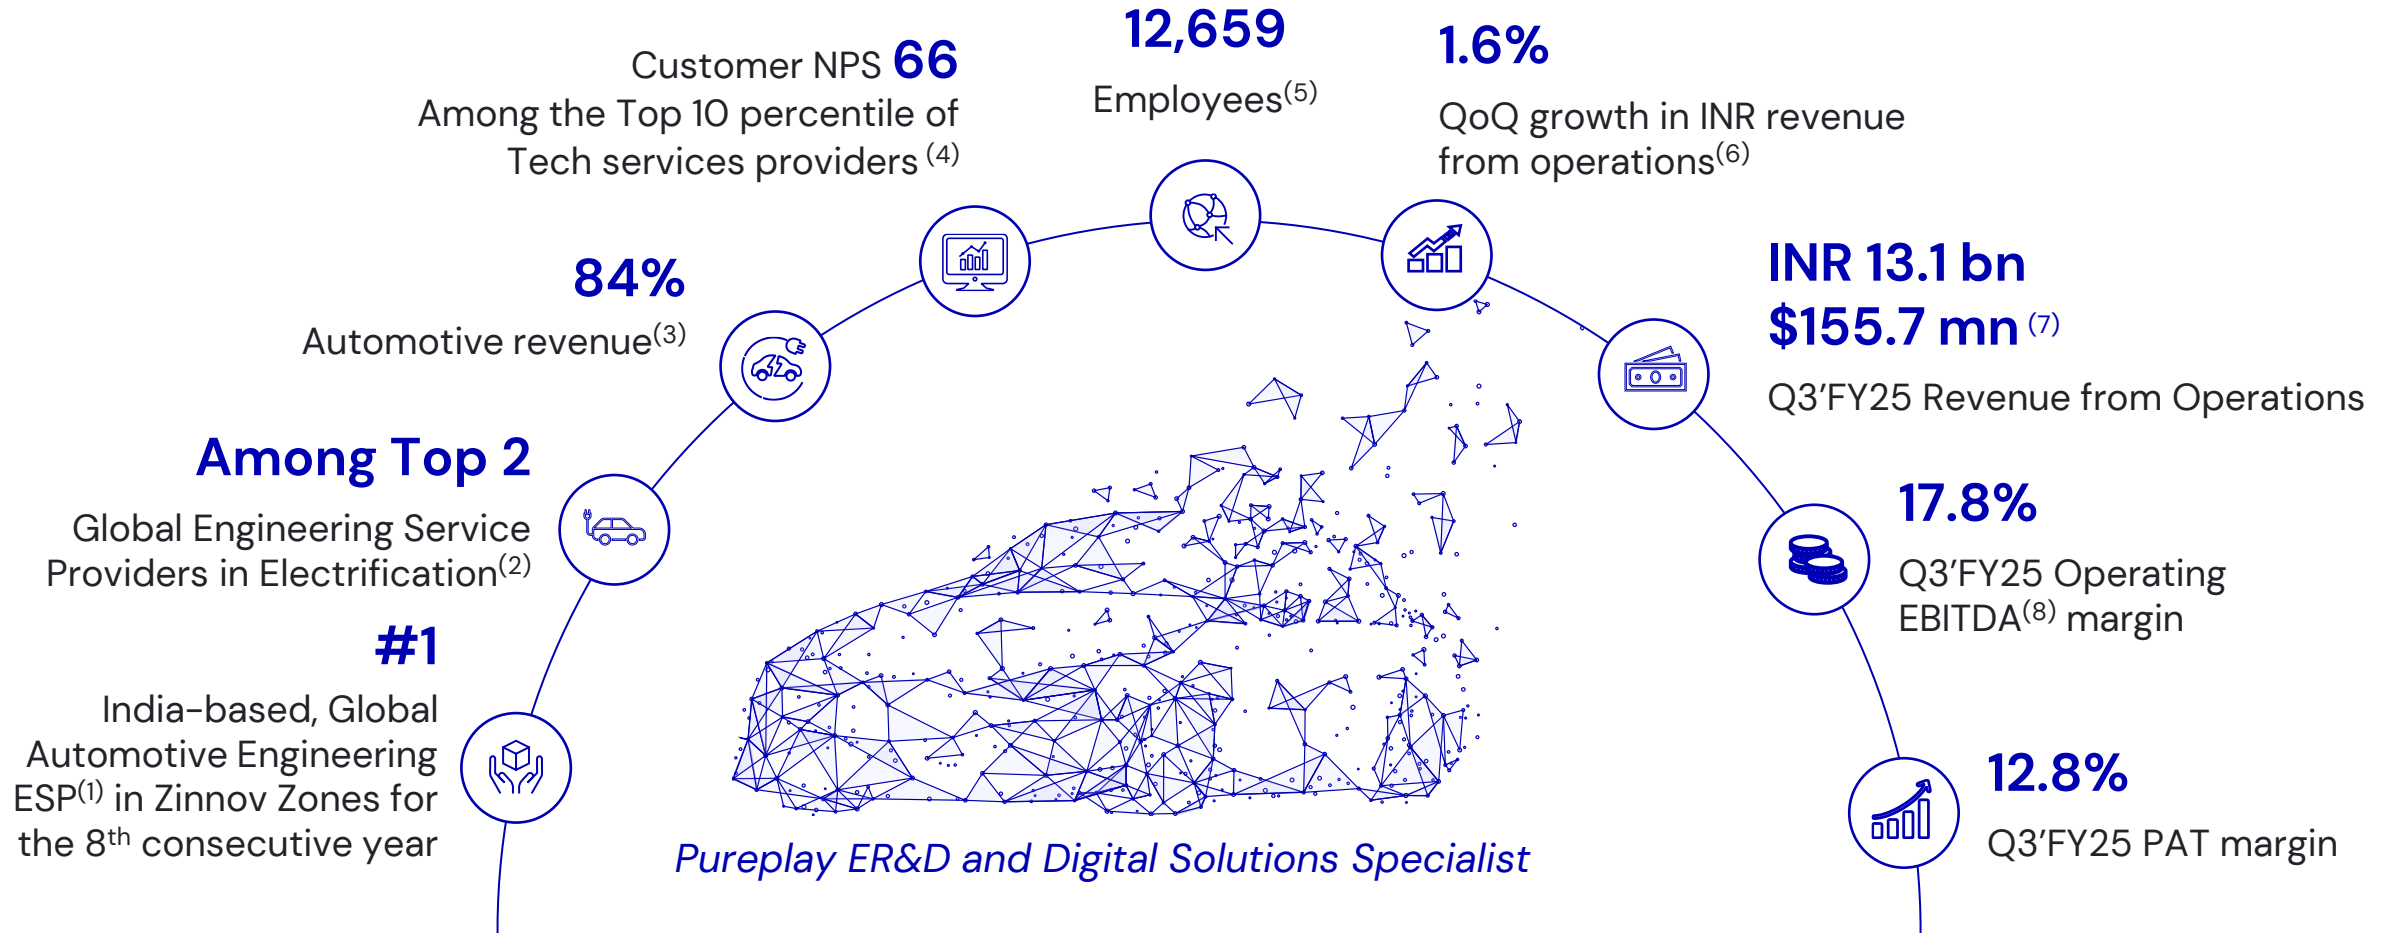 #1
India-based, Global
Automotive Engineering
ESP(1) in Zinnov Zones for
the 8th consecutive year
Among Top 2
Global Engineering Service
Providers in Electrification(2)
84%
Automotive revenue(3)
Customer NPS 66
Among the Top 10 percentile of
Tech services providers (4)
12,659
Employees(5)
1.6%
QoQ growth in INR revenue
from operations(6)
INR 13.1 bn
$155.7 mn (7)
Q3’FY25 Revenue from Operations
17.8%
Q3’FY25 Operating
EBITDA(8) margin
12.8%
Q3’FY25 PAT margin
Pureplay ER&D and Digital Solutions Specialist